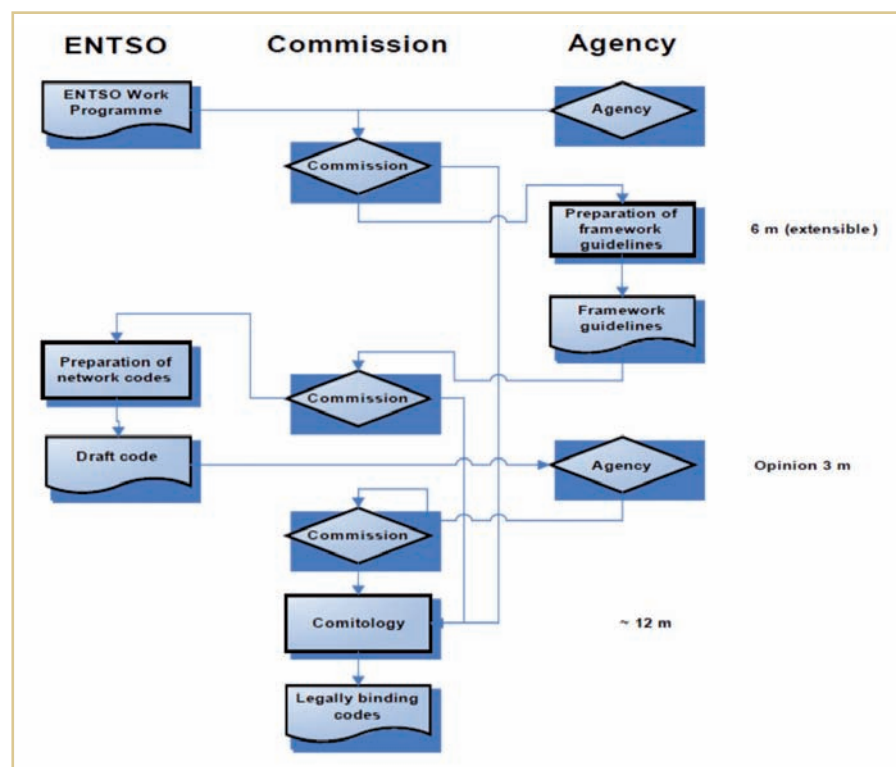 ENTSO Commission Agency
ENTSO Work
Programme
Agency
Commission
Preparation of
framework
guidelines
6 m (extensible)
Framework
guidelines
Preparation of
network codes
Commission
Draft code
Agency
Opinion 3 m
Commission
Comitology
~ 12 m
Legally binding
codes